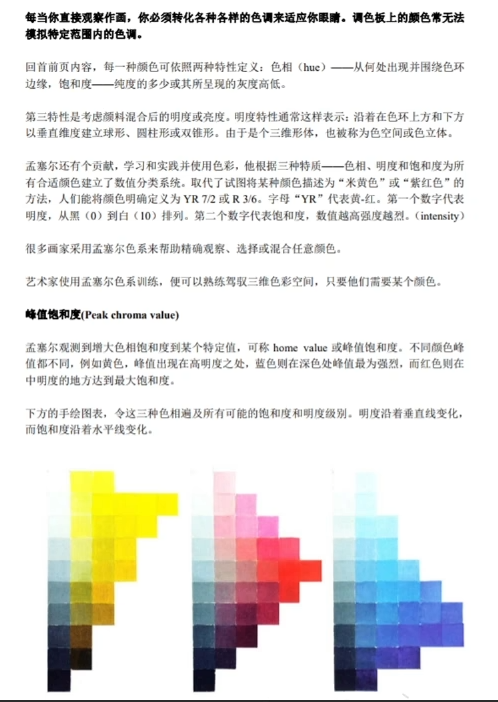 每当你直接观察作画，你必须转化各种各样的色调来适应你眼睛。调色板上的颜色常无法
模拟特定范围内的色调。
回首前页内容，每一种颜色可依照两种特性定义：色相（hue）——从何处出现并围绕色环
边缘，饱和度——纯度的多少或其所呈现的灰度高低。
第三特性是考虑颜料混合后的明度或亮度。明度特性通常这样表示：沿着在色环上方和下方
以垂直维度建立球形、圆柱形或双锥形。由于是个三维形体，也被称为色空间或色立体。
孟塞尔还有个贡献，学习和实践并使用色彩，他根据三种特质——色相、明度和饱和度为所
有合适颜色建立了数值分类系统。取代了试图将某种颜色描述为“米黄色”或“紫红色”的
方法，人们能将颜色明确定义为 YR 7/2 或 R 3/6。字母“YR”代表黄-红。第一个数字代表
明度，从黑（0）到白（10）排列。第二个数字代表饱和度，数值越高强度越烈。（intensity）
很多画家采用孟塞尔色系来帮助精确观察、选择或混合任意颜色。
艺术家使用孟塞尔色系训练，便可以熟练驾驭三维色彩空间，只要他们需要某个颜色。
峰值饱和度(Peak chroma value)
孟塞尔观测到增大色相饱和度到某个特定值，可称 home value 或峰值饱和度。不同颜色峰
值都不同，例如黄色，峰值出现在高明度之处，蓝色则在深色处峰值最为强烈，而红色则在
中明度的地方达到最大饱和度。
下方的手绘图表，令这三种色相遍及所有可能的饱和度和明度级别。明度沿着垂直线变化，
而饱和度沿着水平线变化。